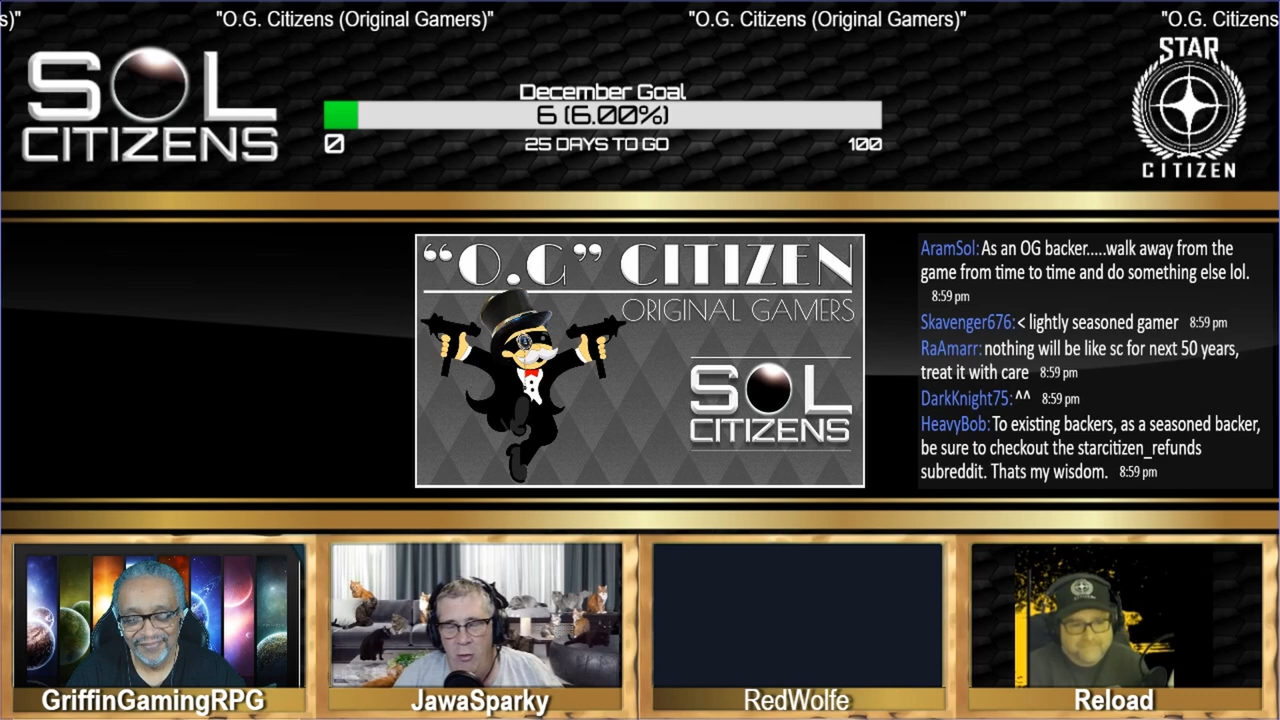 s)" "O.G. Citizens (Original Gamers)" "O.G. Citizens (Original Gamers)" "O.G. Citizens
SOL
CITIZENS
December Goal
6 (6.00%)
0 25 DAYS TO GO 100
STAR
CITIZEN
“O.G” CITIZEN
ORIGINAL GAMERS
SOL
CITIZENS
AramSol: As an OG backer.....walk away from the
game from time to time and do something else lol.
8:59 pm
Skavenger676: < lightly seasoned gamer 8:59 pm
RaAmarr: nothing will be like sc for next 50 years,
treat it with care 8:59 pm
DarkKnight75: ^^ 8:59 pm
HeavyBob: To existing backers, as a seasoned backer,
be sure to checkout the starcitizen_refunds
subreddit. Thats my wisdom. 8:59 pm
GriffinGamingRPG
JawaSparky
RedWolfe
CITIZEN
Reload